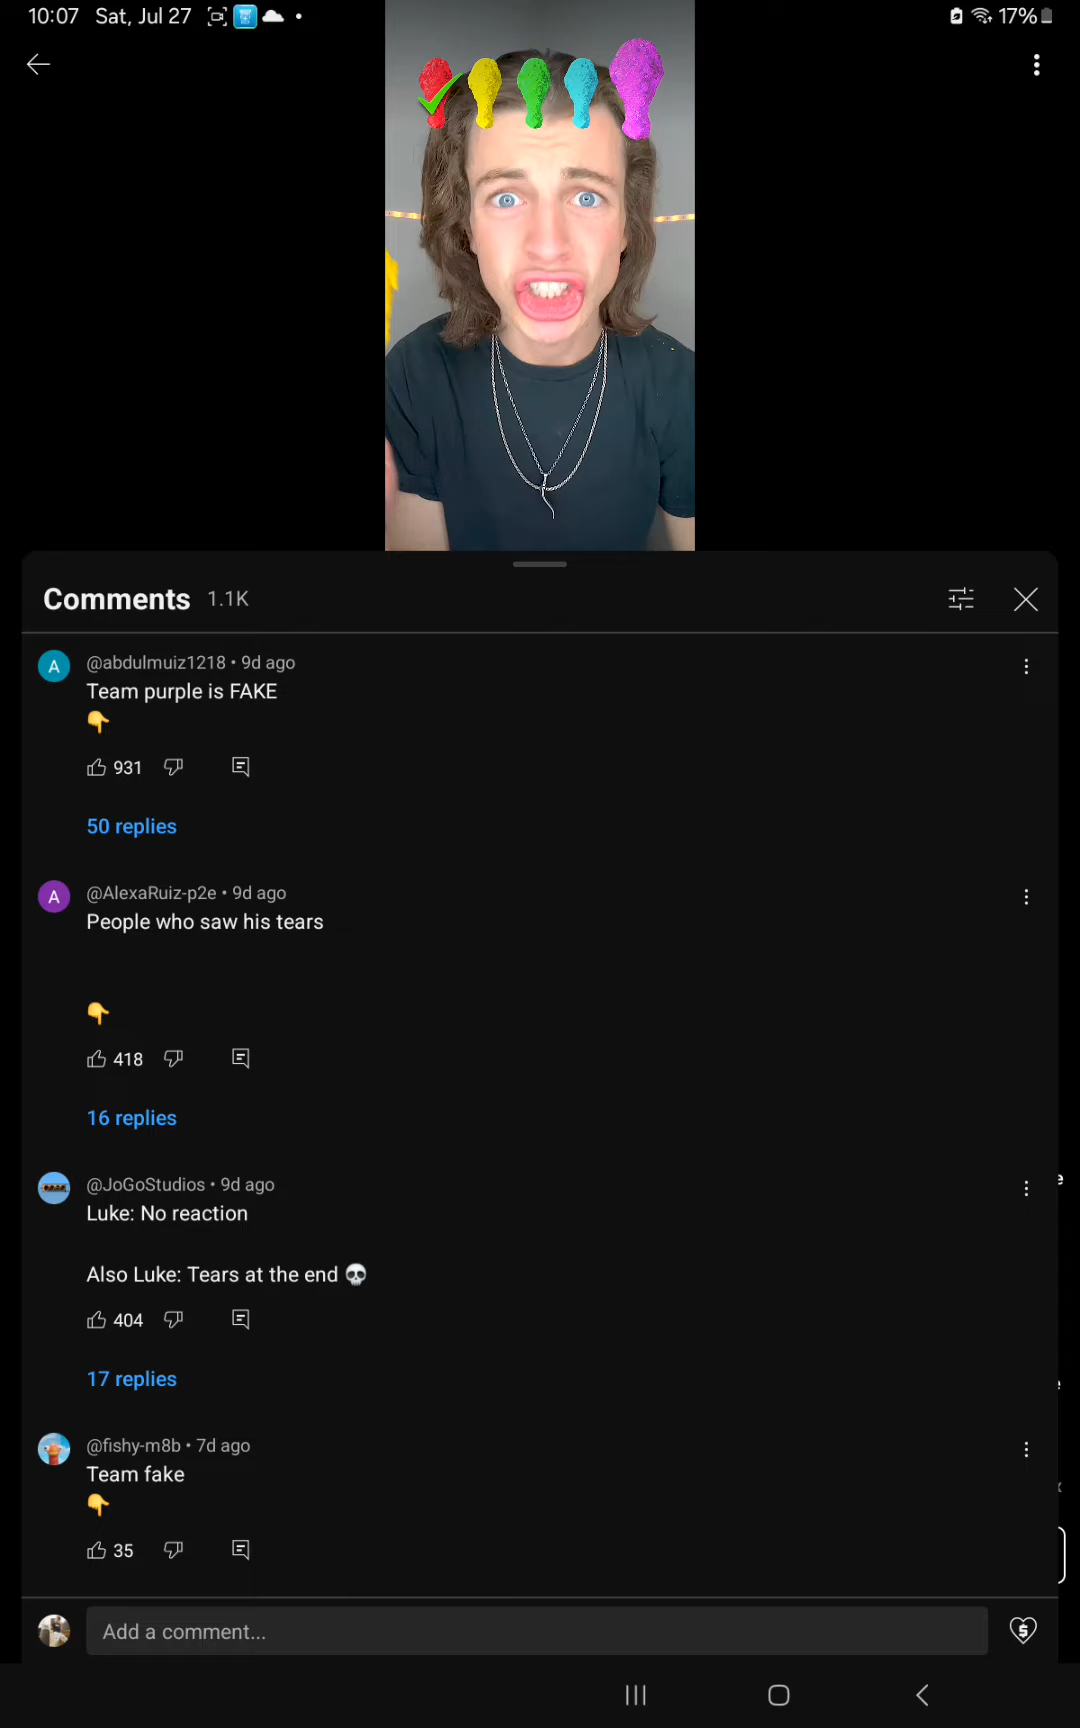 10:07 Sat, Jul 27
17%
Comments 1.1K
A
@abdulmuiz1218 • 9d ago
Team purple is FAKE
👇
931
50 replies
A
@AlexaRuiz-p2e • 9d ago
People who saw his tears
👇
418
16 replies
@JoGoStudios • 9d ago
Luke: No reaction
Also Luke: Tears at the end 💀
404
17 replies
@fishy-m8b • 7d ago
Team fake
👇
35
Add a comment...